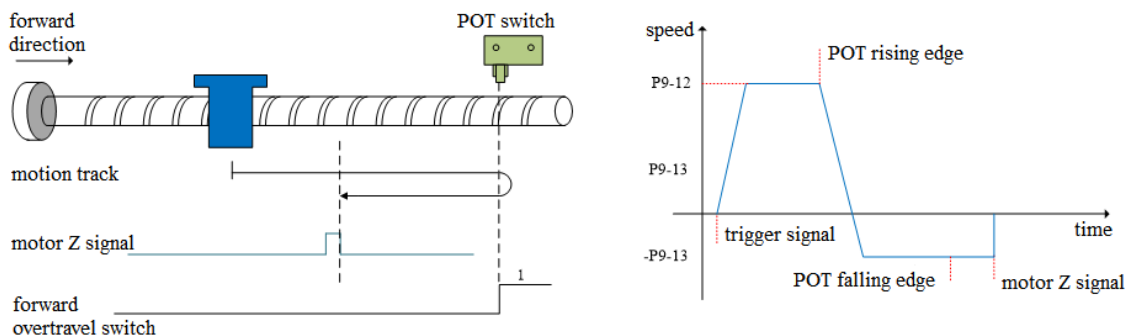 forward
direction
POT switch
motion track
motor Z signal
1
forward
overtravel switch
speed
POT rising edge
P9-12
P9-13
time
trigger signal
-P9-13
POT falling edge
motor Z signal